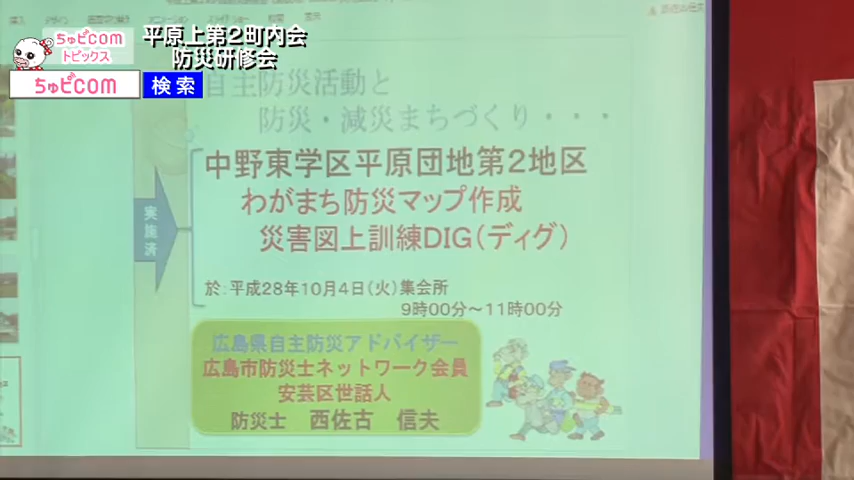 ちゅピCOM
トピックス
平原上第2町内会
防災研修会
ちゅピCOM
検索
自主防災活動と
防災・減災まちづくり・・・
中野東学区平原団地第2地区
わがまち防災マップ作成
災害図上訓練DIG(ディグ)
実施済
於:平成28年10月4日(火)集会所
9時00分～11時00分
広島県自主防災アドバイザー
広島市防災士ネットワーク会員
安芸区世話人
防災士 西佐古 信夫